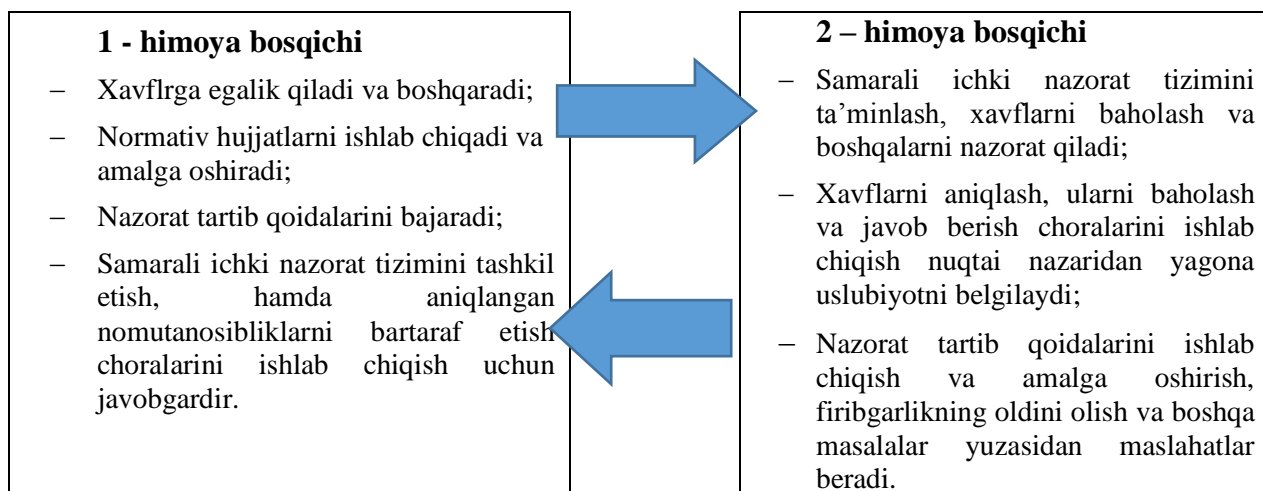 1 - himoya bosqichi
– Xavflrga egalik qiladi va boshqaradi;
– Normativ hujjatlarni ishlab chiqadi va
amalga oshiradi;
– Nazorat tartib qoidalarini bajaradi;
– Samarali ichki nazorat tizimini tashkil
etish, hamda aniqlangan
nomutanosibliklarni bartaraf etish
choralarini ishlab chiqish uchun
javobgardir.
2 – himoya bosqichi
– Samarali ichki nazorat tizimini
ta’minlash, xavflarni baholash va
boshqalarni nazorat qiladi;
– Xavflarni aniqlash, ularni baholash
va javob berish choralarini ishlab
chiqish nuqtai nazaridan yagona
uslubiyotni belgilaydi;
– Nazorat tartib qoidalarini ishlab
chiqish va amalga oshirish,
firibgarlikning oldini olish va boshqa
masalalar yuzasidan maslahatlar
beradi.